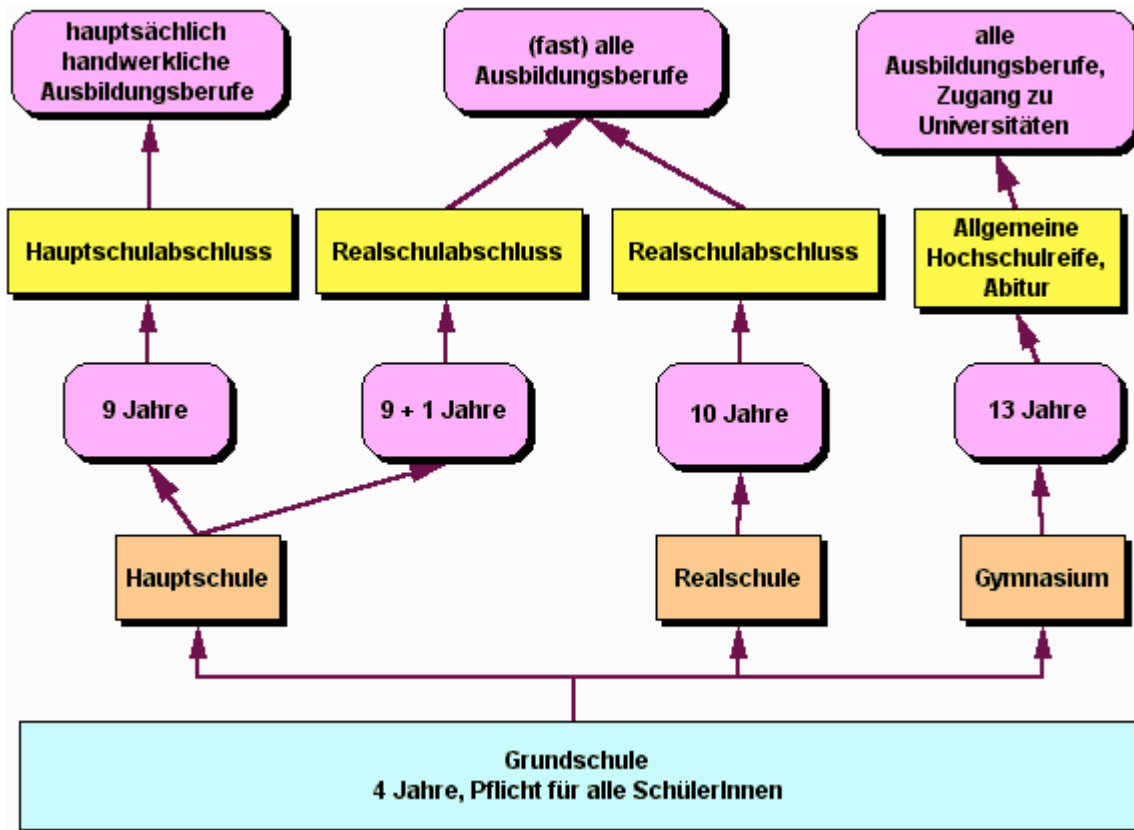 hauptsächlich
handwerkliche
Ausbildungsberufe
(fast) alle
Ausbildungsberufe
alle
Ausbildungsberufe,
Zugang zu
Universitäten
Hauptschulabschluss
Realschulabschluss
Realschulabschluss
Allgemeine
Hochschulreife,
Abitur
9 Jahre
9 + 1 Jahre
10 Jahre
13 Jahre
Hauptschule
Realschule
Gymnasium
Grundschule
4 Jahre, Pflicht für alle SchülerInnen